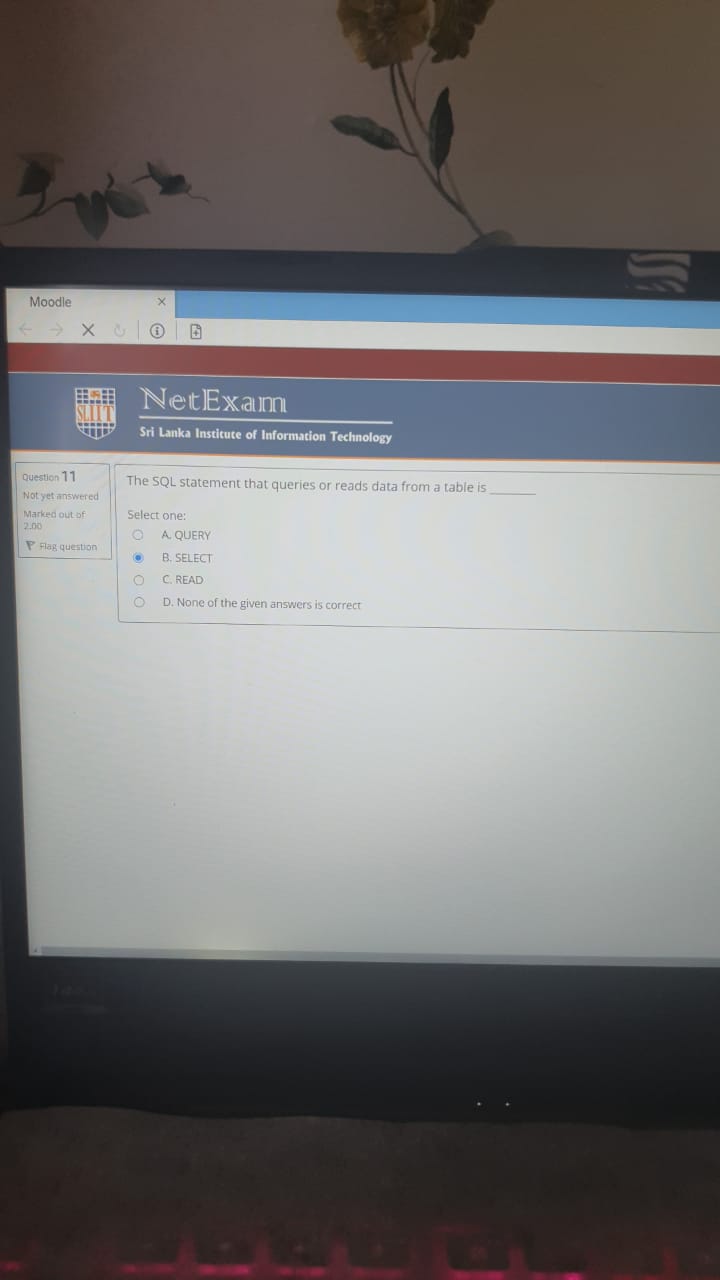 Moodle
SLIIT
NetExam
Sri Lanka Institute of Information Technology
Question 11
Not yet answered
Marked out of
2.00
Flag question
The SQL statement that queries or reads data from a table is ______
Select one:
A. QUERY
B. SELECT
C. READ
D. None of the given answers is correct